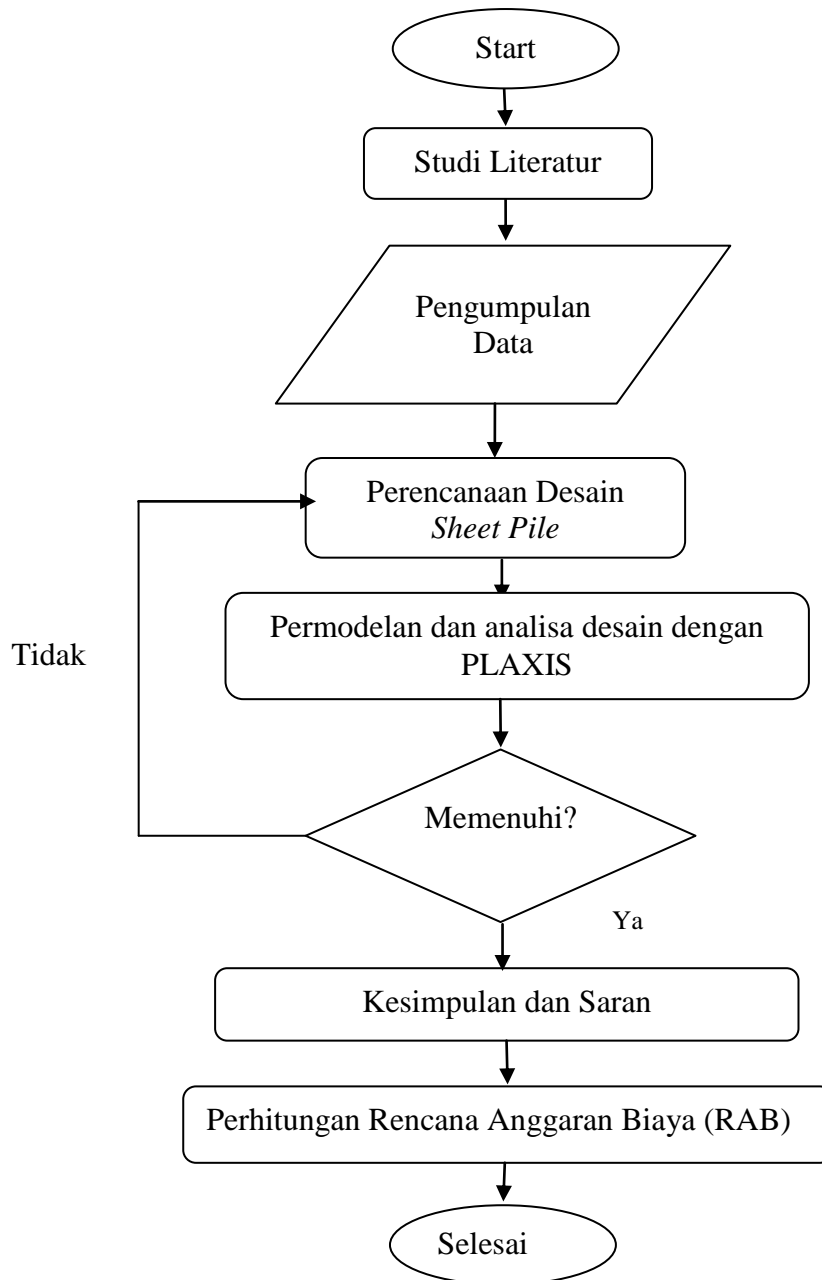 Start
Studi Literatur
Pengumpulan
Data
Perencanaan Desain
Sheet Pile
Permodelan dan analisa desain dengan
PLAXIS
Tidak
Memenuhi?
Ya
Kesimpulan dan Saran
Perhitungan Rencana Anggaran Biaya (RAB)
Selesai